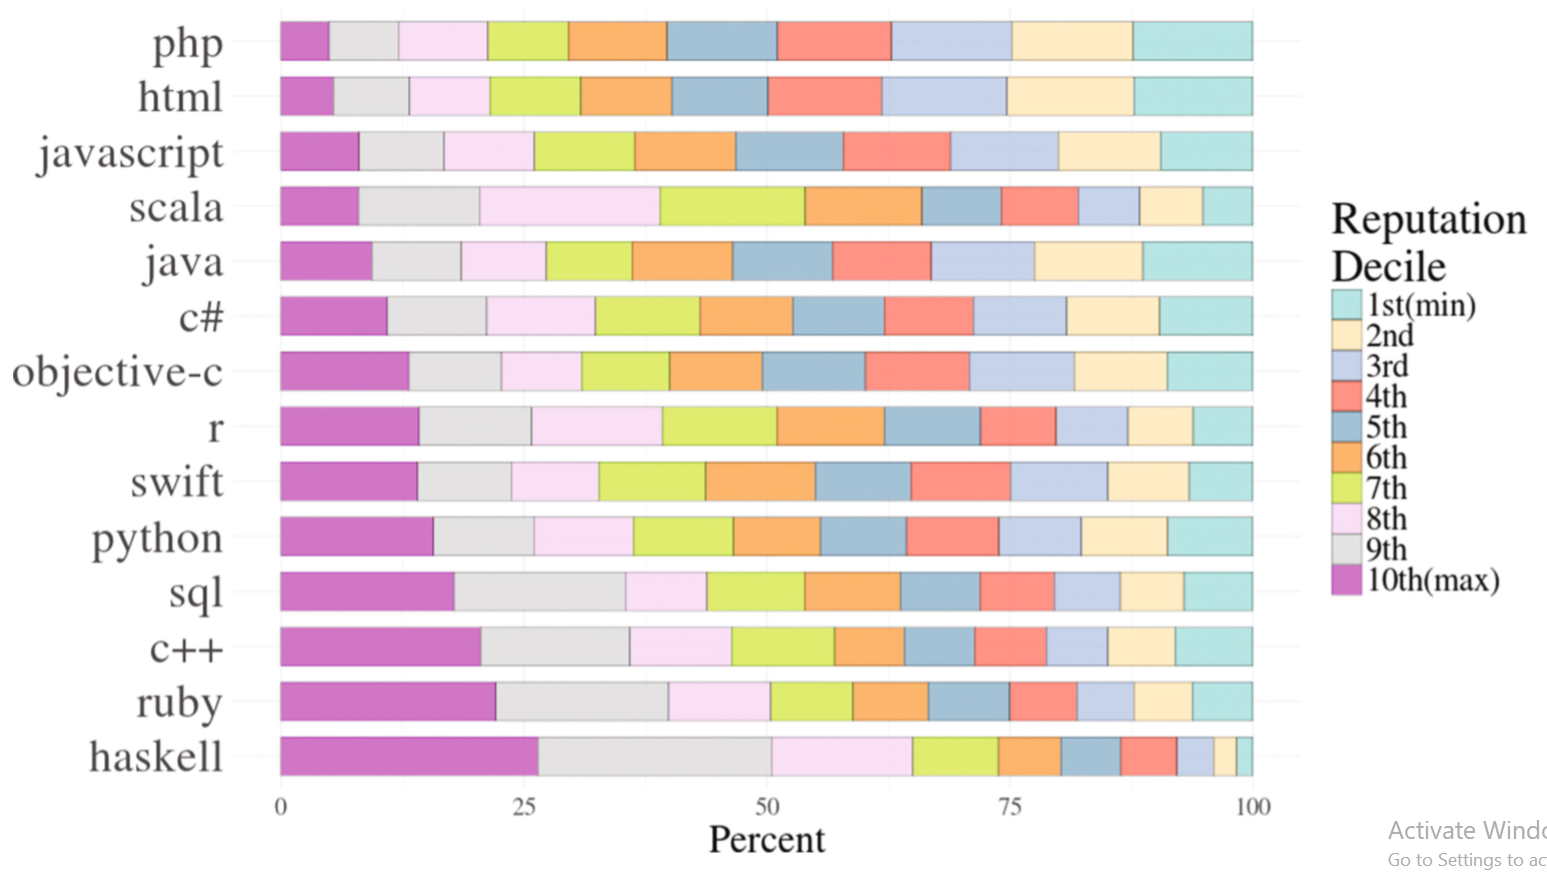 php
html
javascript
scala
java
c#
objective-c
r
swift
python
sql
c++
ruby
haskell
0 25 50 75 100
Percent
Reputation
Decile
1st(min)
2nd
3rd
4th
5th
6th
7th
8th
9th
10th(max)
Activate Windo
Go to Settings to ac